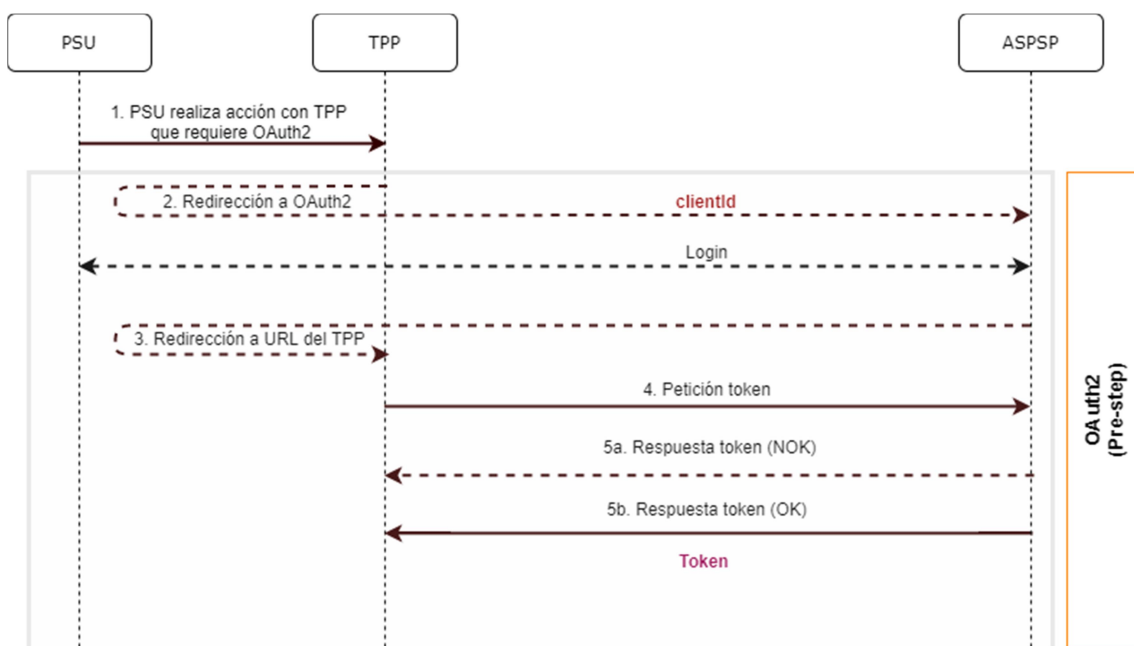 PSU
TPP
ASPSP
1. PSU realiza acción con TPP
que requiere OAuth2
2. Redirección a OAuth2
clientId
Login
3. Redirección a URL del TPP
4. Petición token
5a. Respuesta token (NOK)
5b. Respuesta token (OK)
Token
OAuth2
(Pre-step)